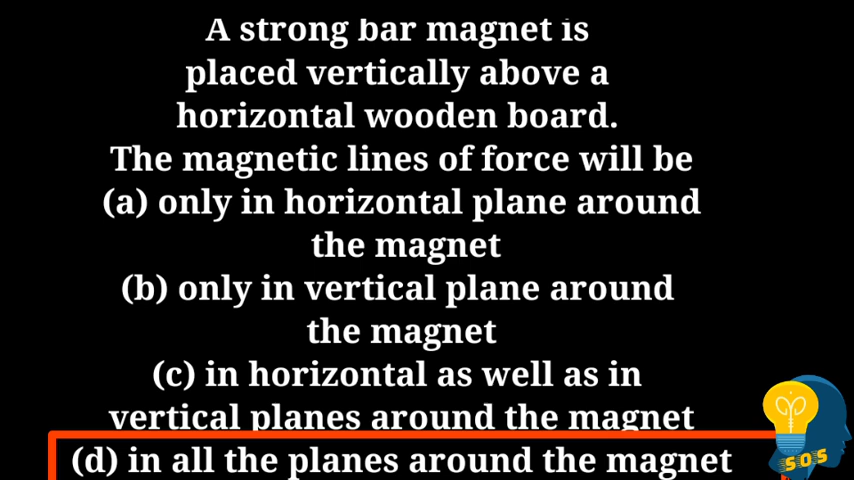 A strong bar magnet is
placed vertically above a
horizontal wooden board.
The magnetic lines of force will be
(a) only in horizontal plane around
the magnet
(b) only in vertical plane around
the magnet
(c) in horizontal as well as in
vertical planes around the magnet
(d) in all the planes around the magnet
S.O.S